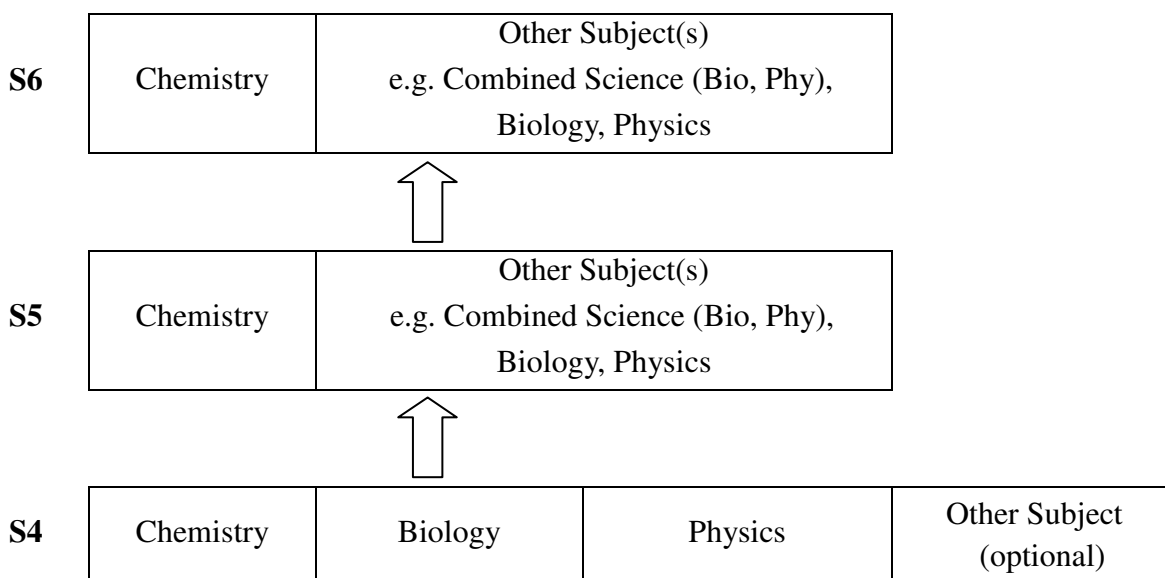 S6
Chemistry
Other Subject(s)
e.g. Combined Science (Bio, Phy),
Biology, Physics
S5
Chemistry
Other Subject(s)
e.g. Combined Science (Bio, Phy),
Biology, Physics
S4
Chemistry
Biology
Physics
Other Subject
(optional)